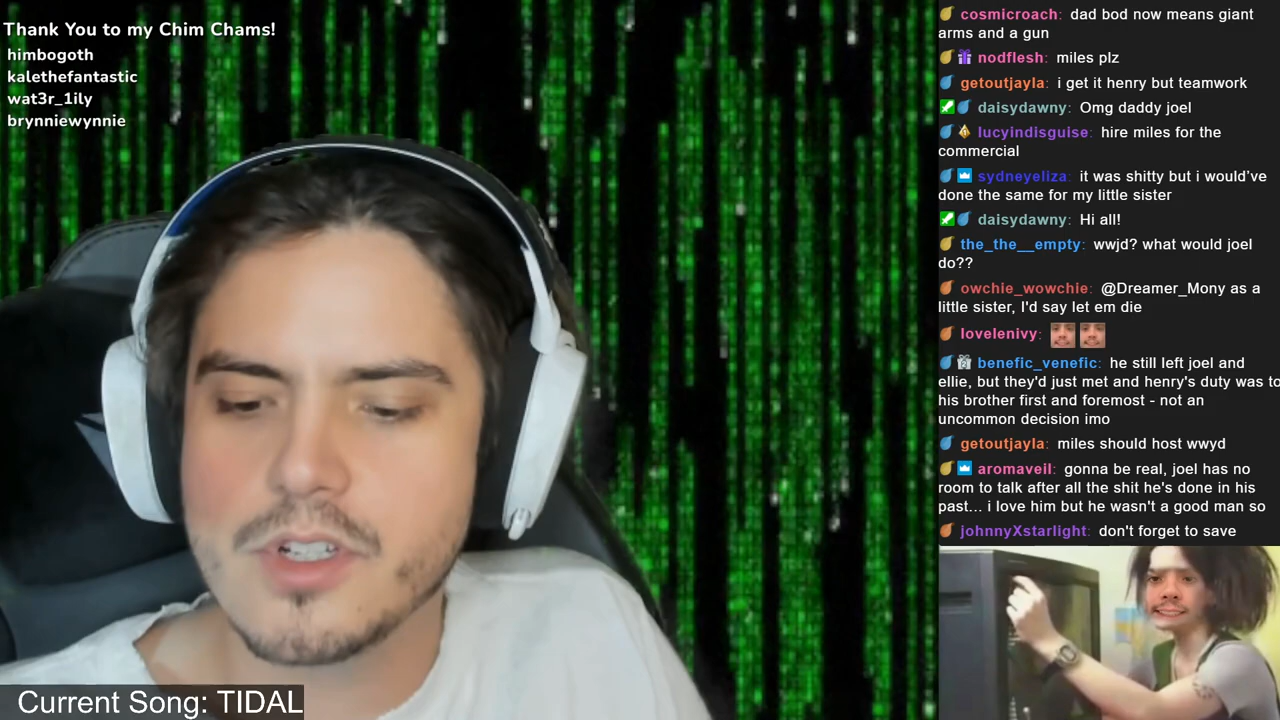 Thank You to my Chim Chams!
himbogoth
kalethefantastic
wat3r_1ily
brynniewynnie
Current Song: TIDAL
cosmicroach: dad bod now means giant
arms and a gun
nodflesh: miles plz
getoutjayla: i get it henry but teamwork
daisydawny: Omg daddy joel
lucyindisguise: hire miles for the
commercial
sydneyeliza: it was shitty but i would've
done the same for my little sister
daisydawny: Hi all!
the_the__empty: wwjd? what would joel
do??
owchie_wowchie: @Dreamer_Mony as a
little sister, I'd say let em die
lovelenivy:
benefic_venefic: he still left joel and
ellie, but they'd just met and henry's duty was to
his brother first and foremost - not an
uncommon decision imo
getoutjayla: miles should host wwyd
aromaveil: gonna be real, joel has no
room to talk after all the shit he's done in his
past... i love him but he wasn't a good man so
johnnyXstarlight: don't forget to save